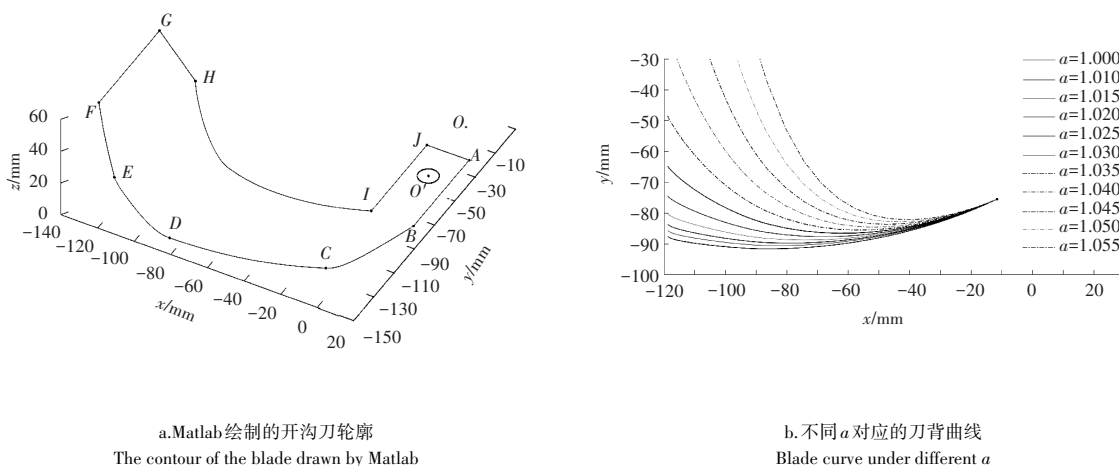 G
H
F
E
D
C
B
A
J
I
O.
O'
60
40
20
0
z/mm
-140
-120
-100
-80
-60
-40
-20
0
20
x/mm
-10
-30
-50
-70
-90
-110
-130
-150
y/mm
a.Matlab绘制的开沟刀轮廓
The contour of the blade drawn by Matlab
-30
-40
-50
-60
-70
-80
-90
-100
y/mm
-120
-100
-80
-60
-40
-20
0
20
x/mm
a=1.000
a=1.010
a=1.015
a=1.020
a=1.025
a=1.030
a=1.035
a=1.040
a=1.045
a=1.050
a=1.055
b.不同a对应的刀背曲线
Blade curve under different a